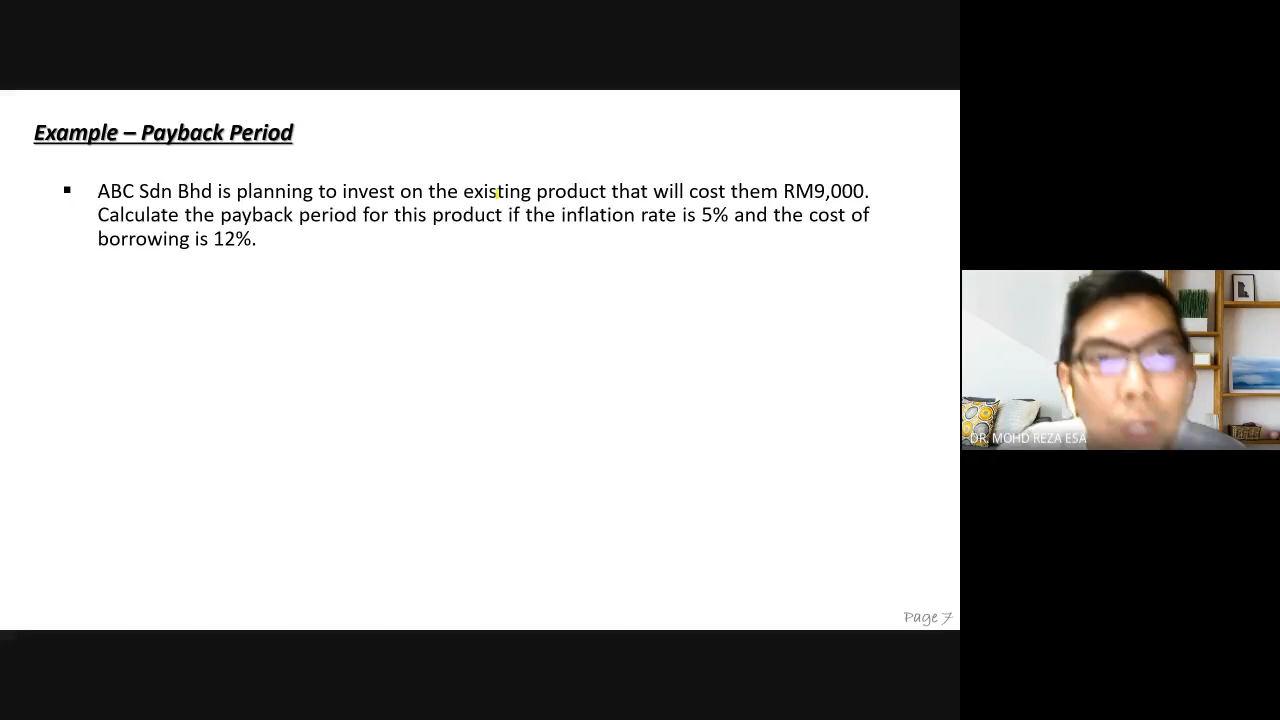 Example – Payback Period
▪ ABC Sdn Bhd is planning to invest on the existing product that will cost them RM9,000.
Calculate the payback period for this product if the inflation rate is 5% and the cost of
borrowing is 12%.
DR. MOHD REZA ESA
Page 7